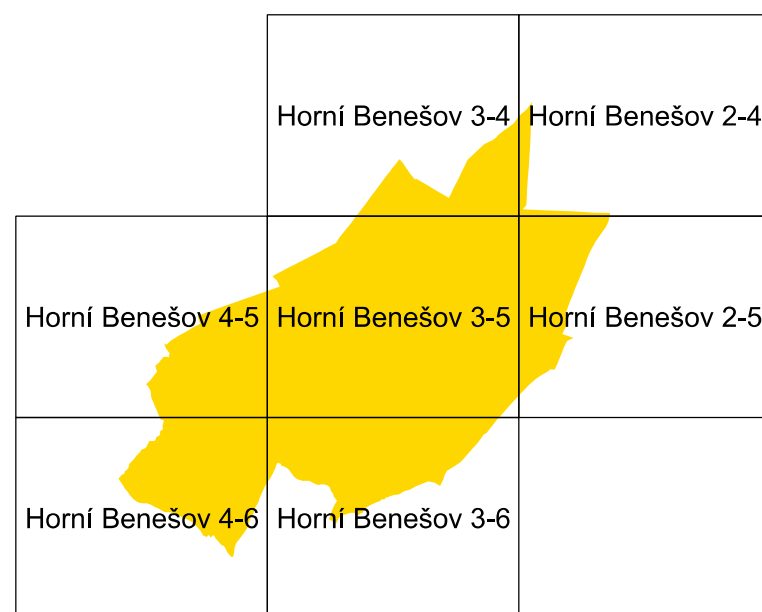 Horní Benešov 3-4
Horní Benešov 2-4
Horní Benešov 4-5
Horní Benešov 3-5
Horní Benešov 2-5
Horní Benešov 4-6
Horní Benešov 3-6